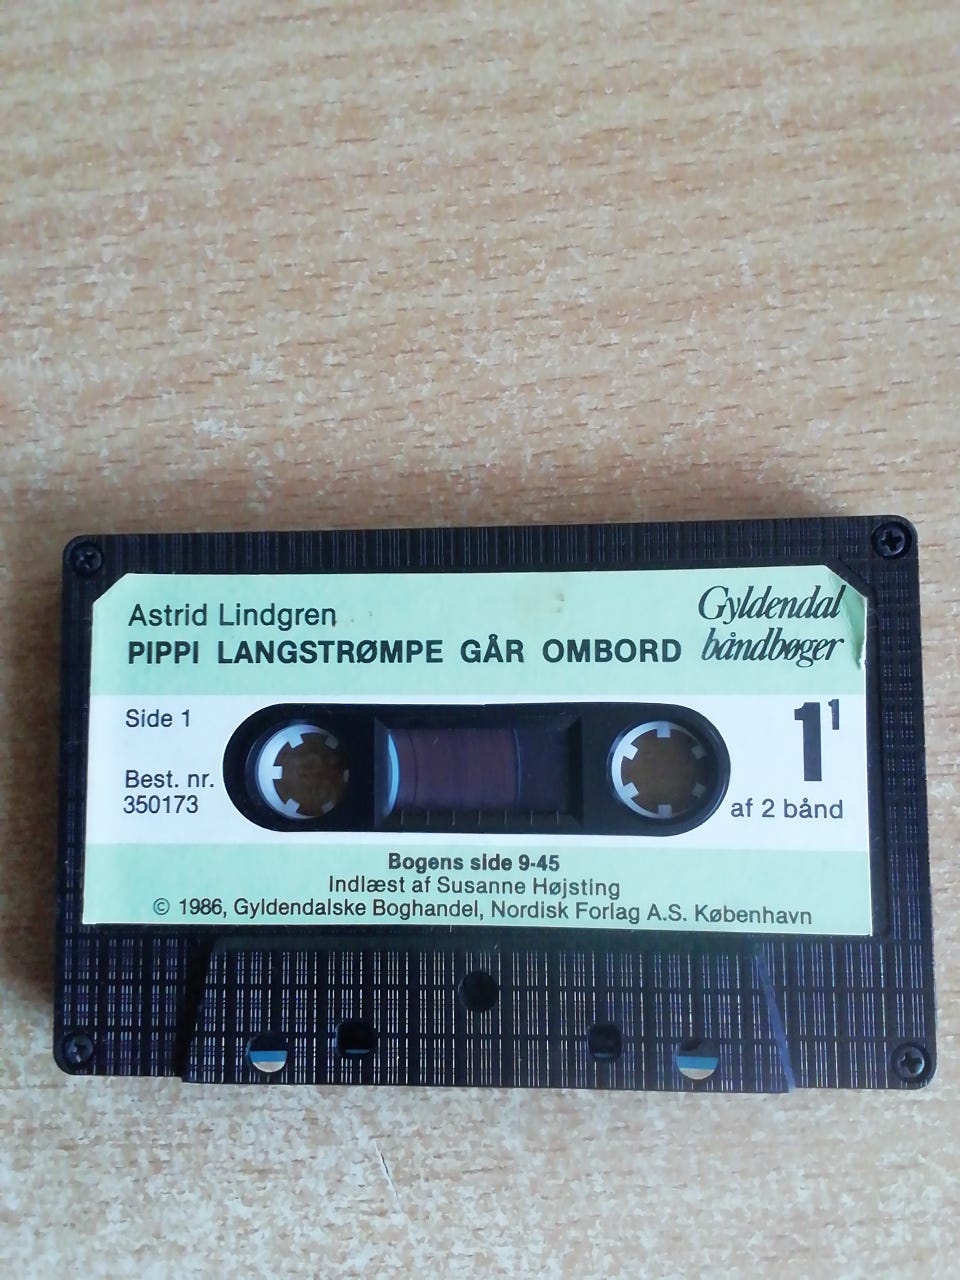 Astrid Lindgren
PIPPI LANGSTRØMPE GÅR OMBORD
Gyldendal
båndbøger
Side 1
1¹
Best. nr.
350173
af 2 bånd
Bogens side 9-45
Indlæst af Susanne Højsting
© 1986, Gyldendalske Boghandel, Nordisk Forlag A.S. København